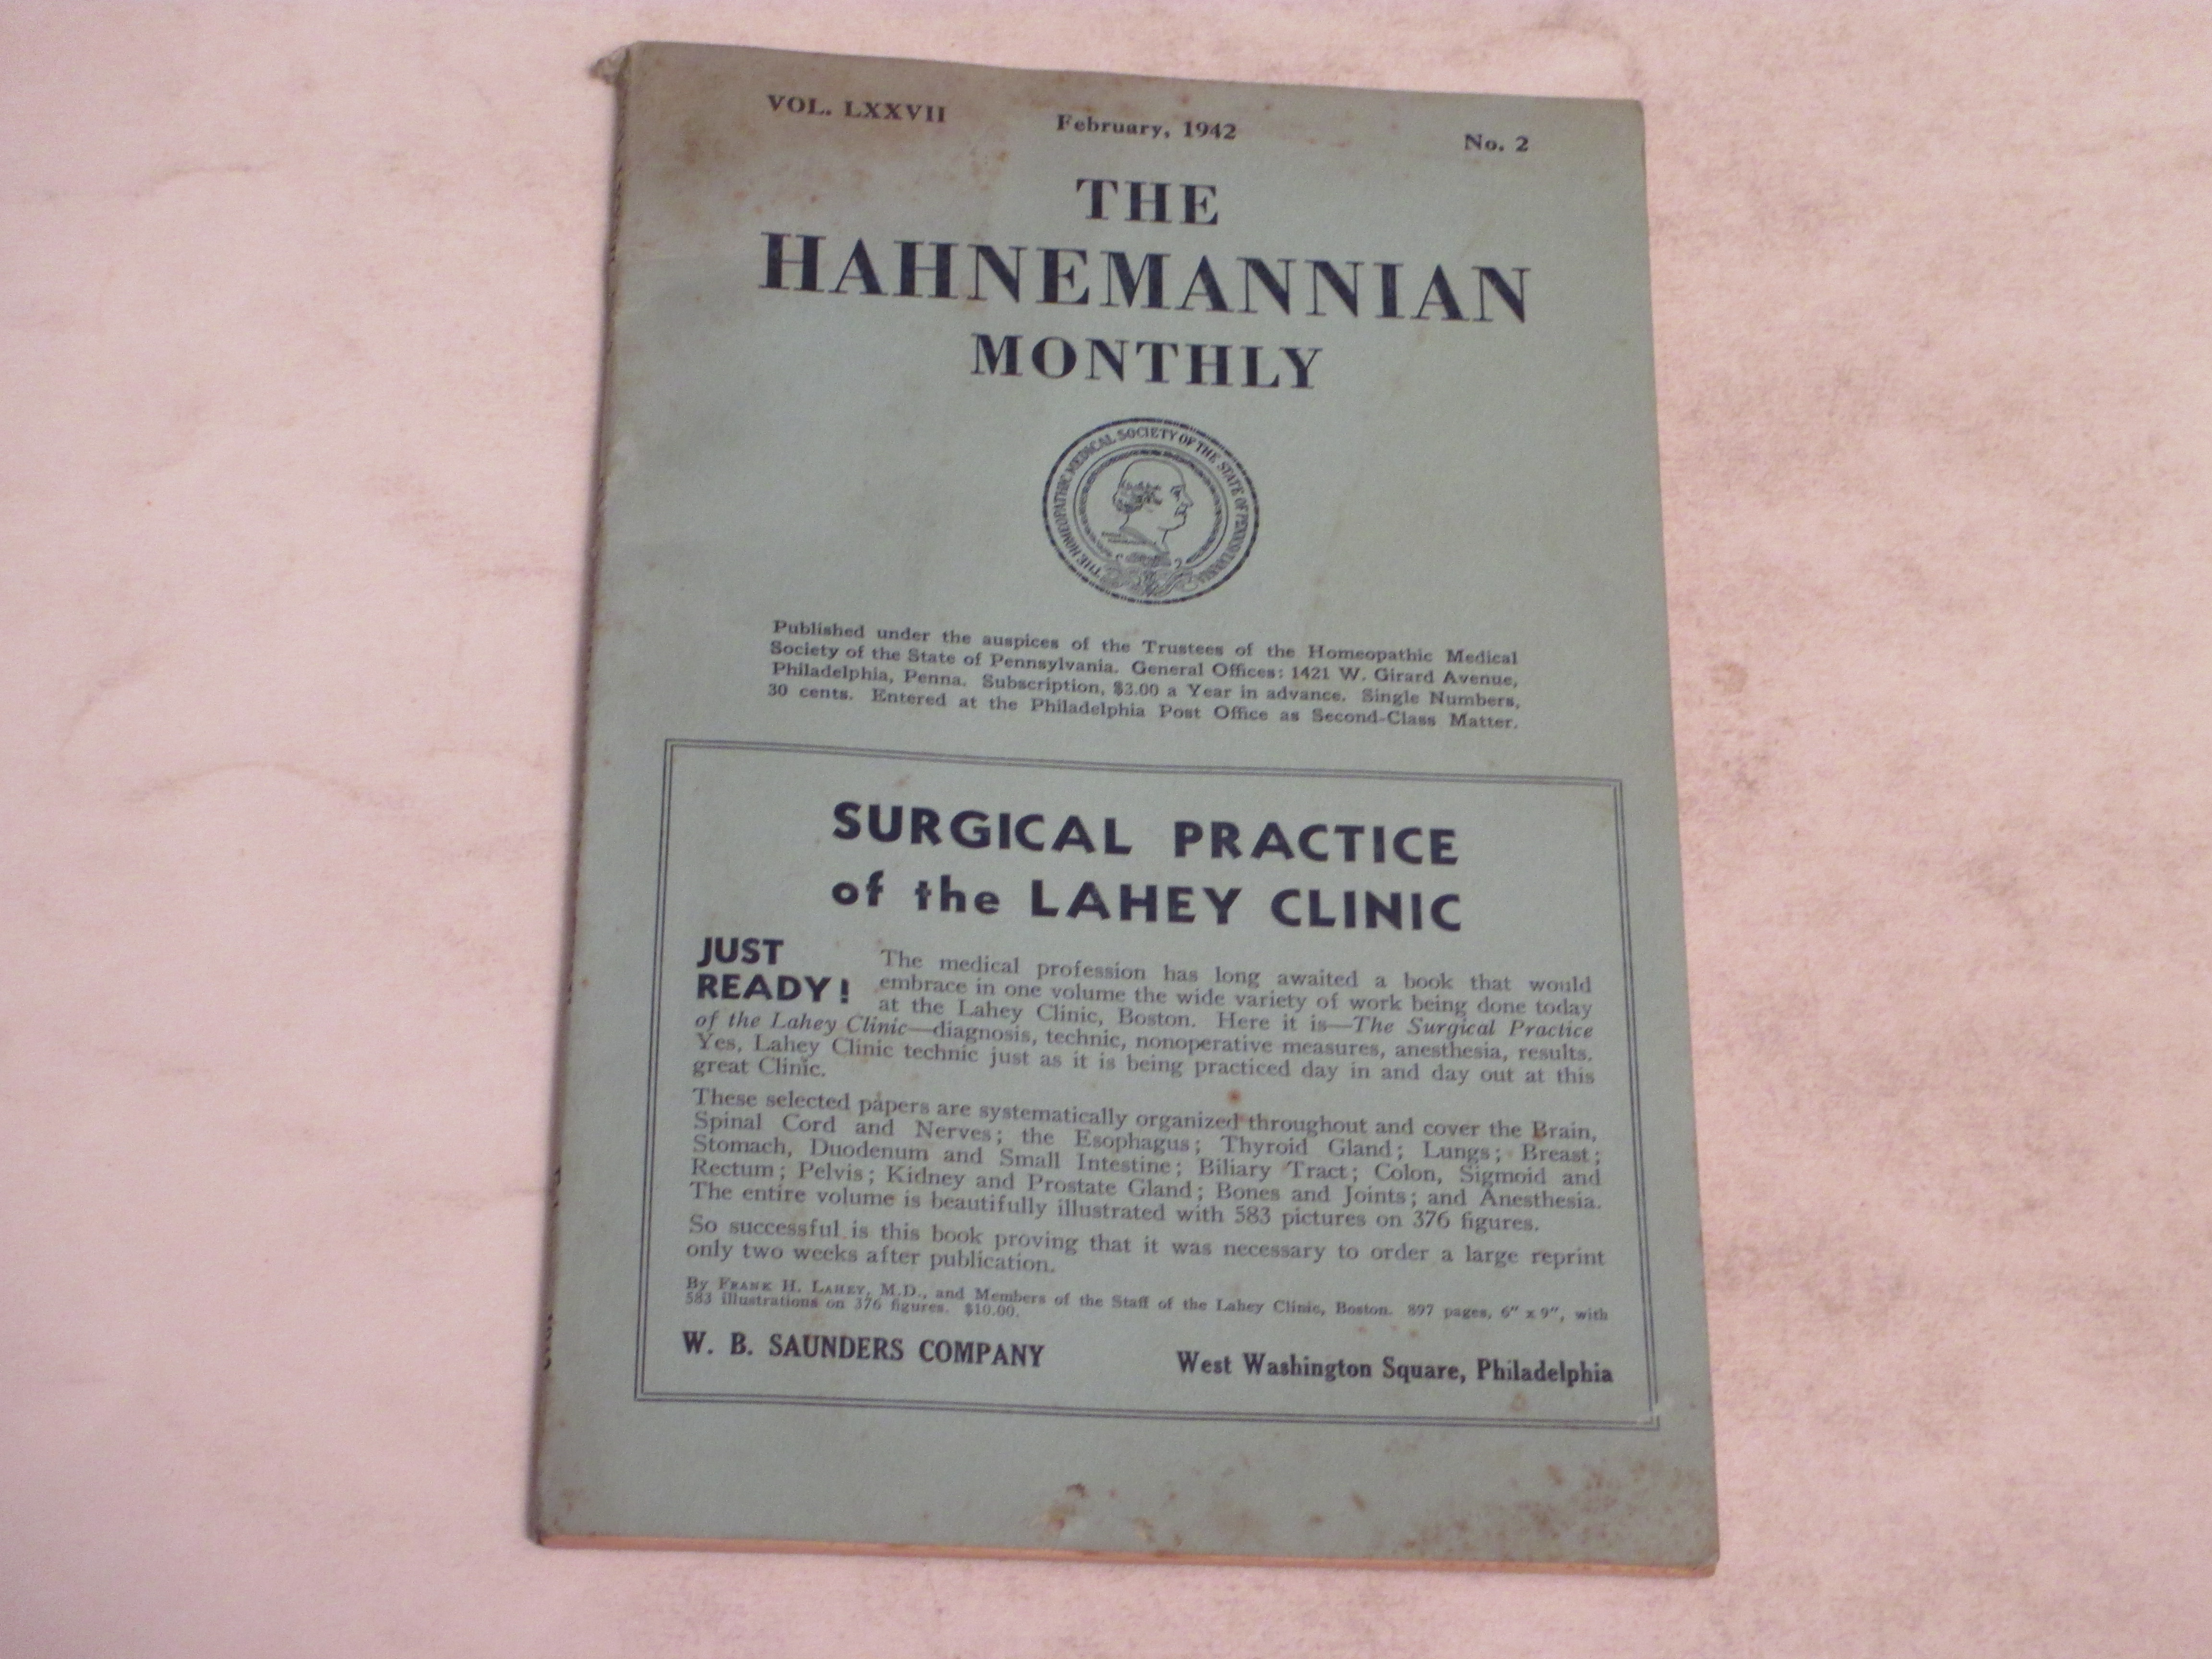 VOL. LXXVII February, 1942 No. 2
THE
HAHNEMANNIAN
MONTHLY
THE HOMOEOPATHIC MEDICAL SOCIETY OF THE STATE OF PENNSYLVANIA
Published under the auspices of the Trustees of the Homeopathic Medical
Society of the State of Pennsylvania. General Offices: 1421 W. Girard Avenue,
Philadelphia, Penna. Subscription, $3.00 a Year in advance. Single Numbers,
30 cents. Entered at the Philadelphia Post Office as Second-Class Matter.
SURGICAL PRACTICE
of the LAHEY CLINIC
JUST
READY!
The medical profession has long awaited a book that would
embrace in one volume the wide variety of work being done today
at the Lahey Clinic, Boston. Here it is—The Surgical Practice
of the Lahey Clinic—diagnosis, technic, nonoperative measures, anesthesia, results.
Yes, Lahey Clinic technic just as it is being practiced day in and day out at this
great Clinic.
These selected papers are systematically organized throughout and cover the Brain,
Spinal Cord and Nerves; the Esophagus; Thyroid Gland; Lungs; Breast;
Stomach, Duodenum and Small Intestine; Biliary Tract; Colon, Sigmoid and
Rectum; Pelvis; Kidney and Prostate Gland; Bones and Joints; and Anesthesia.
The entire volume is beautifully illustrated with 583 pictures on 376 figures.
So successful is this book proving that it was necessary to order a large reprint
only two weeks after publication.
By FRANK H. LAHEY, M.D., and Members of the Staff of the Lahey Clinic, Boston. 897 pages, 6" x 9", with
583 illustrations on 376 figures. $10.00.
W. B. SAUNDERS COMPANY West Washington Square, Philadelphia